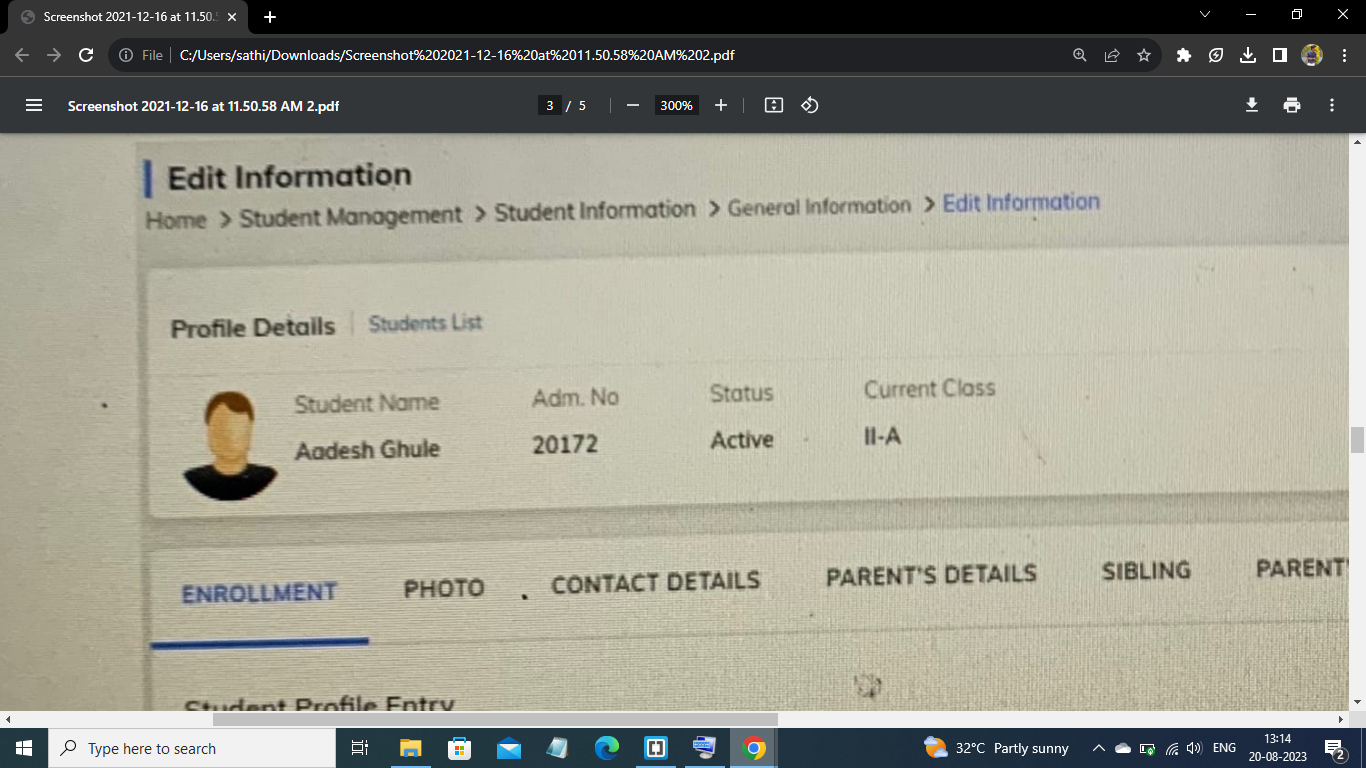 Screenshot 2021-12-16 at 11.50.5
File C:/Users/sathi/Downloads/Screenshot%202021-12-16%20at%2011.50.58%20AM%202.pdf
Screenshot 2021-12-16 at 11.50.58 AM 2.pdf 3 / 5 300%
Edit Information
Home > Student Management > Student Information > General Information > Edit Information
Profile Details Students List
Student Name Adm. No Status Current Class
Aadesh Ghule 20172 Active II-A
ENROLLMENT PHOTO CONTACT DETAILS PARENT'S DETAILS SIBLING PARENT'
Student Profile Entry
Type here to search 32°C Partly sunny ENG 13:14
20-08-2023 2